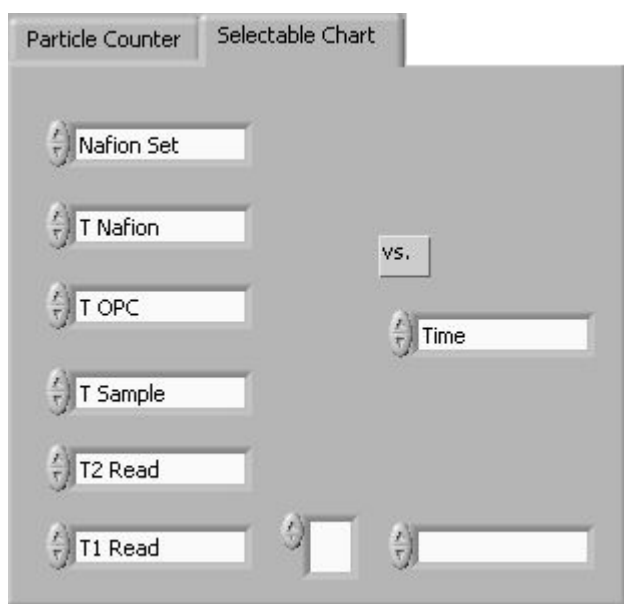 Particle Counter
Selectable Chart
Nafion Set
T Nafion
vs.
T OPC
Time
T Sample
T2 Read
T1 Read